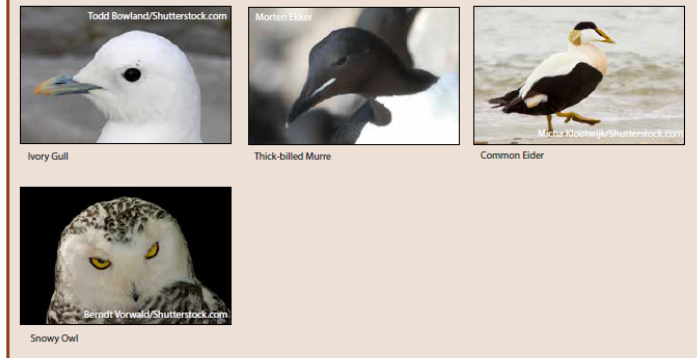 Todd Bowland/Shutterstock.com
Morten Ekker
Micha Klootwijk/Shutterstock.com
Ivory Gull
Thick-billed Murre
Common Eider
Berndt Vorwald/Shutterstock.com
Snowy Owl